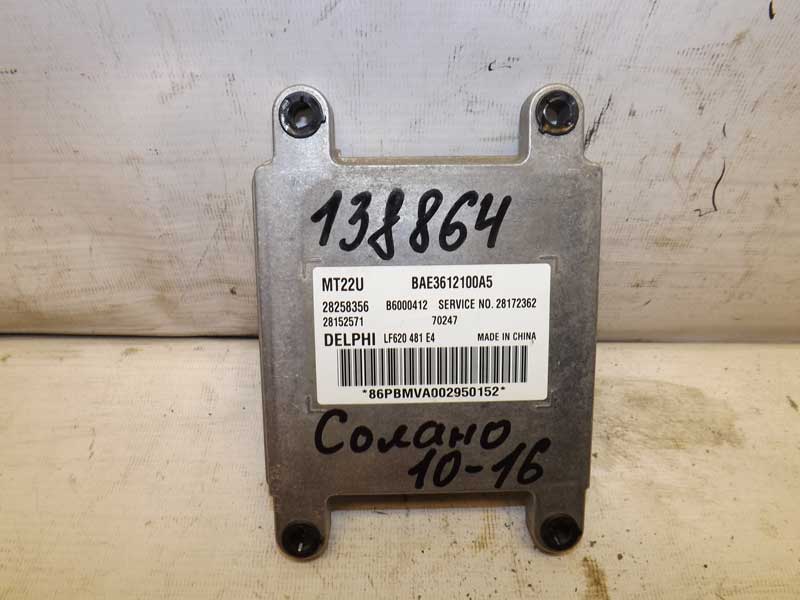 138864
MT22U BAE3612100A5
28258356 B6000412 SERVICE NO. 28172362
28152571 70247
DELPHI LF620 481 E4 MADE IN CHINA
*86PBMVA002950152*
Солано
10-16